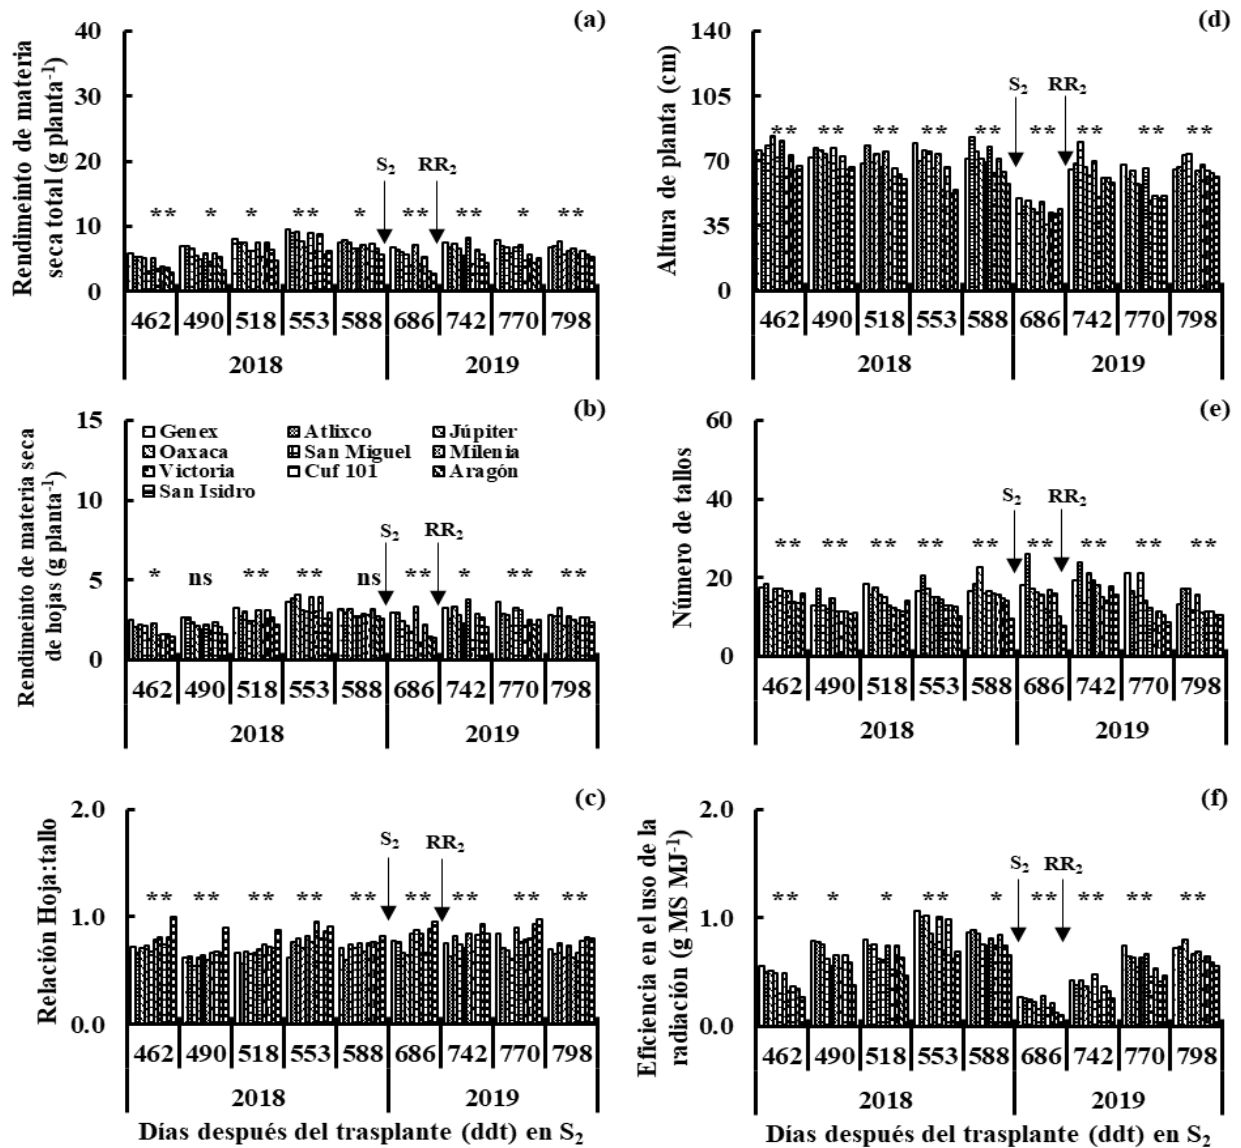 (a)
Rendimeinto de materia
seca total (g planta⁻¹)
40
30
20
10
0
S₂
RR₂
** * * ** * ** ** * **
462 490 518 553 588 686 742 770 798
2018 2019
(d)
Altura de planta (cm)
140
105
70
35
0
S₂
RR₂
** ** ** ** ** ** ** ** **
462 490 518 553 588 686 742 770 798
2018 2019
(b)
Rendimeinto de materia seca
de hojas (g planta⁻¹)
15
10
5
0
Genex Atlixco Júpiter
Oaxaca San Miguel Milenia
Victoria Cuf 101 Aragón
San Isidro
S₂
RR₂
* ns ** ** ns ** * ** **
462 490 518 553 588 686 742 770 798
2018 2019
(e)
Número de tallos
60
40
20
0
S₂
RR₂
** ** ** ** ** ** ** ** **
462 490 518 553 588 686 742 770 798
2018 2019
(c)
Relación Hoja:tallo
2.0
1.0
0.0
S₂
RR₂
** ** ** ** ** ** ** ** **
462 490 518 553 588 686 742 770 798
2018 2019
Días después del trasplante (ddt) en S₂
(f)
Eficiencia en el uso de la
radiación (g MS MJ⁻¹)
2.0
1.0
0.0
S₂
RR₂
** * * ** * ** ** ** **
462 490 518 553 588 686 742 770 798
2018 2019
Días después del trasplante (ddt) en S₂